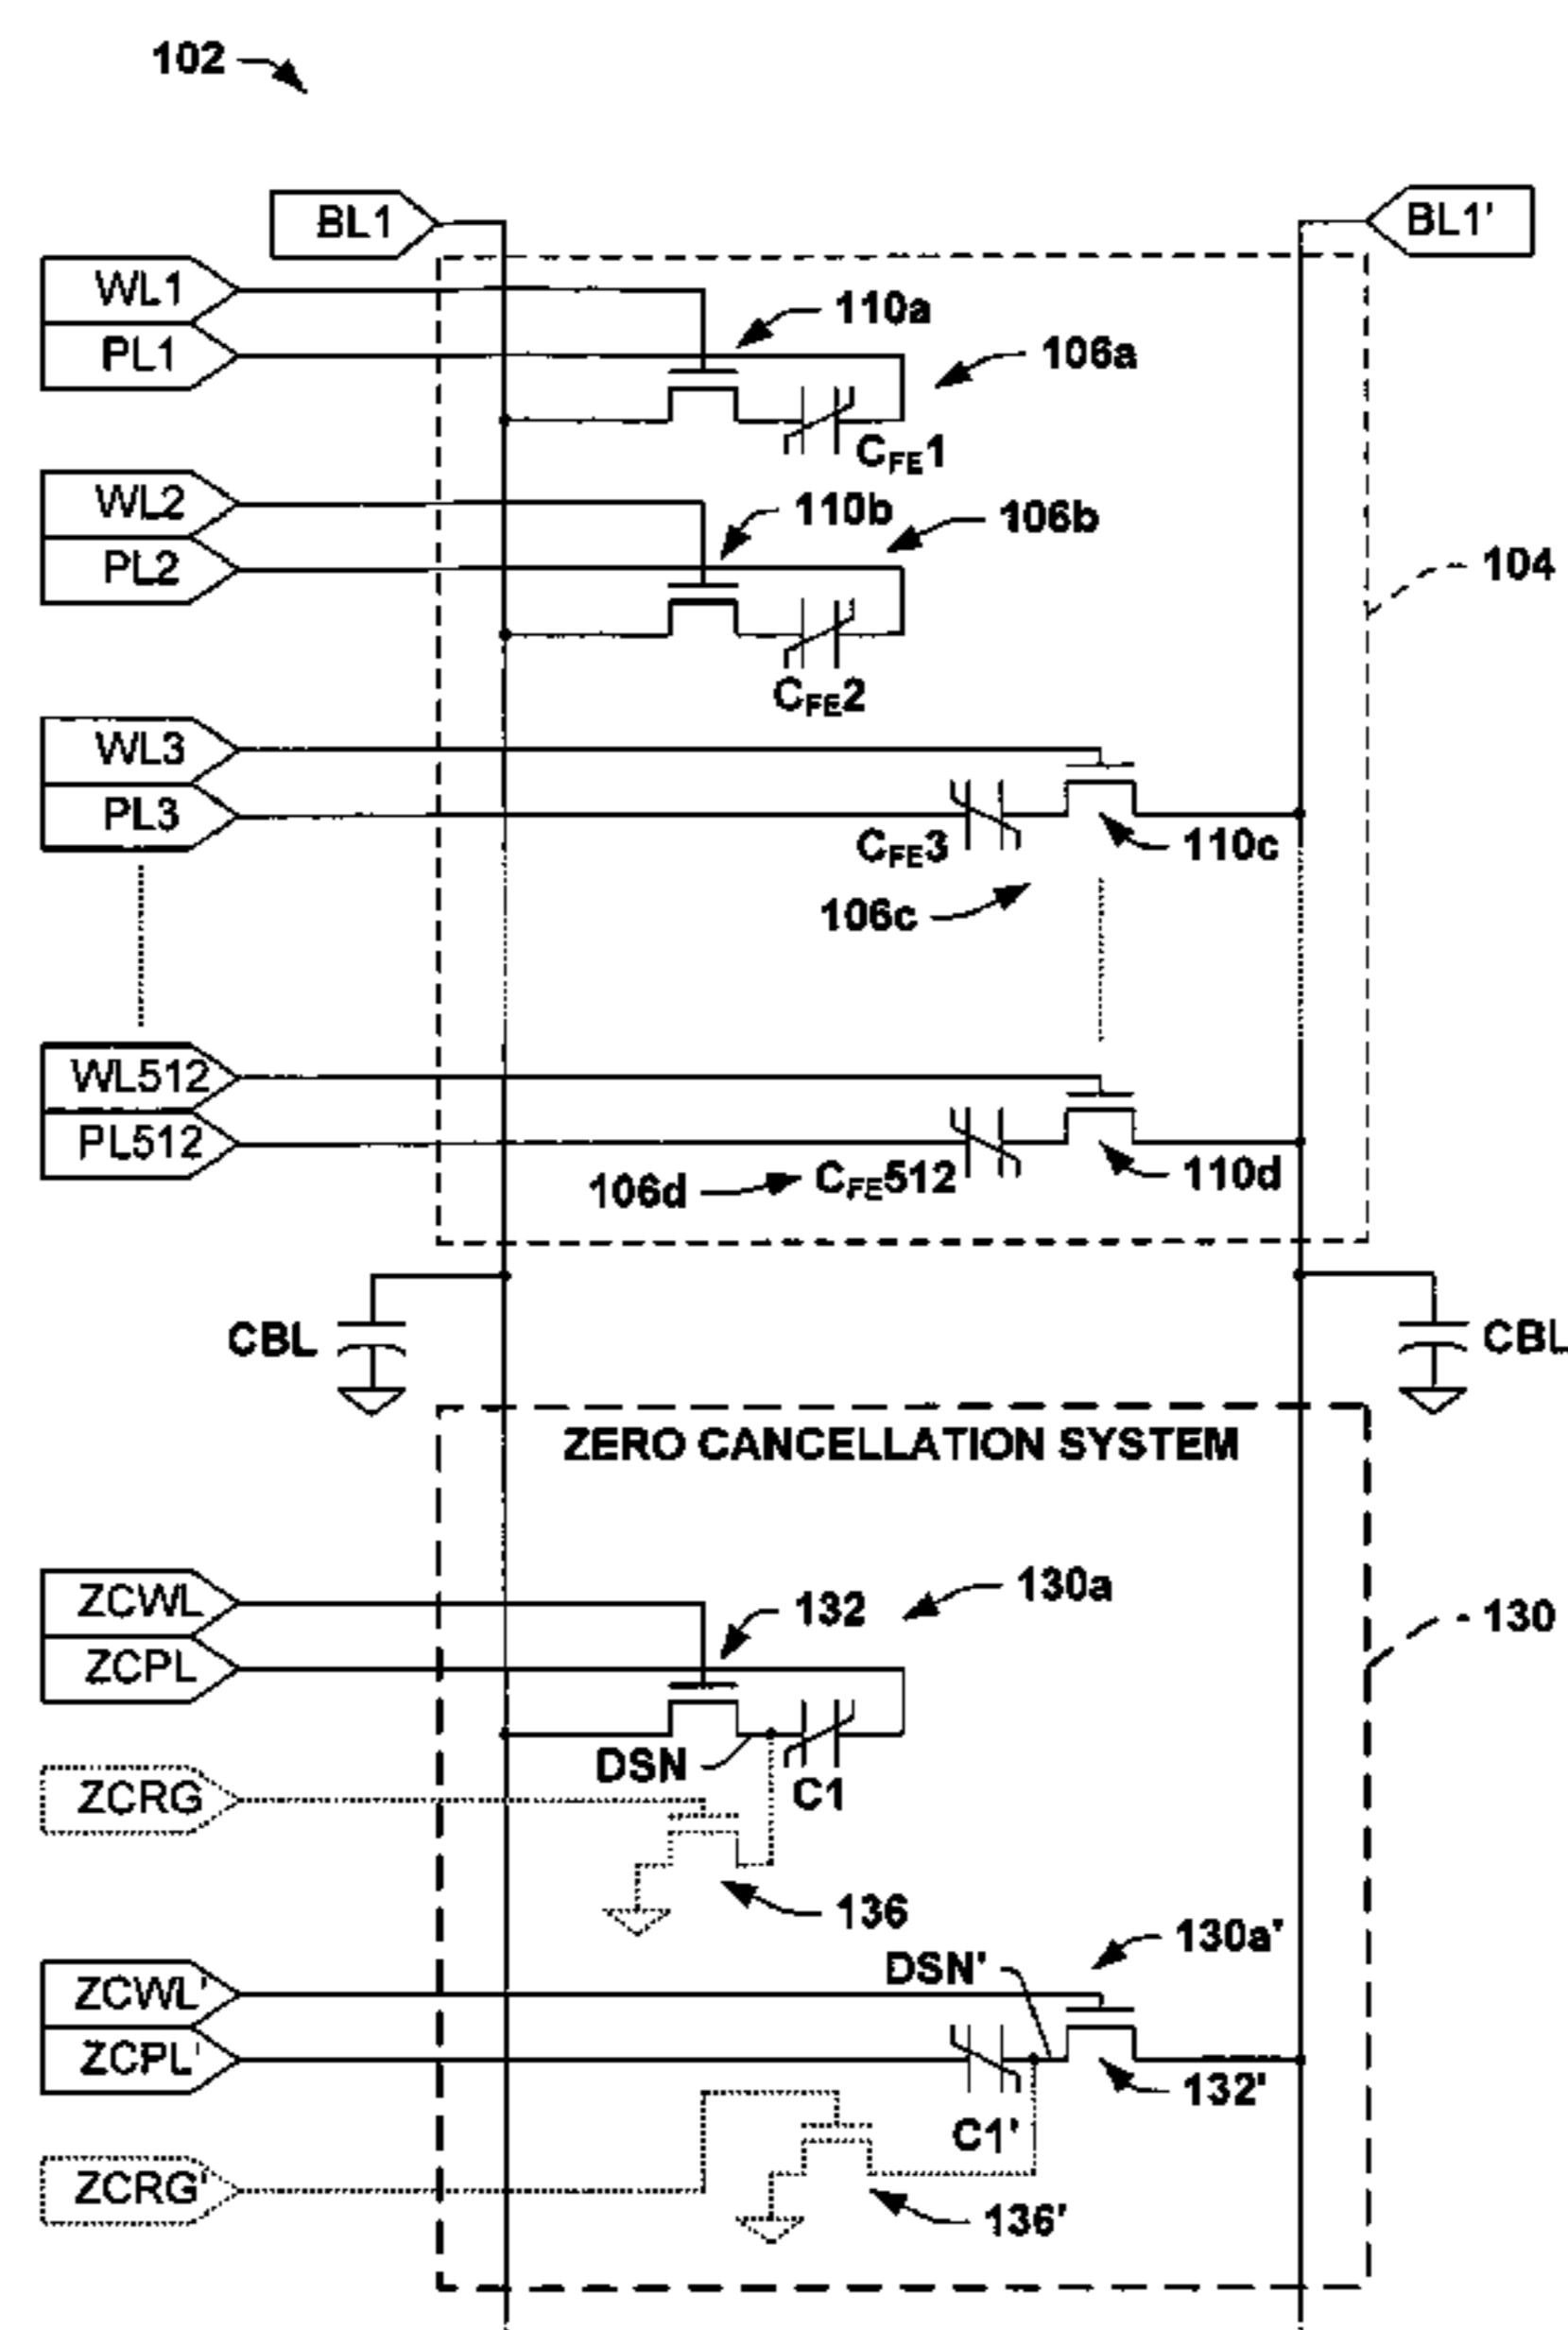 102
BL1
BL1'
WL1
110a
PL1
106a
CFE1
WL2
110b
106b
PL2
104
CFE2
WL3
PL3
CFE3
110c
106c
WL512
PL512
106d
CFE512
110d
CBL
CBL
ZERO CANCELLATION SYSTEM
ZCWL
132
130a
130
ZCPL
DSN
C1
ZCRG
136
130a'
DSN'
ZCWL'
ZCPL'
132'
C1'
ZCRG'
136'